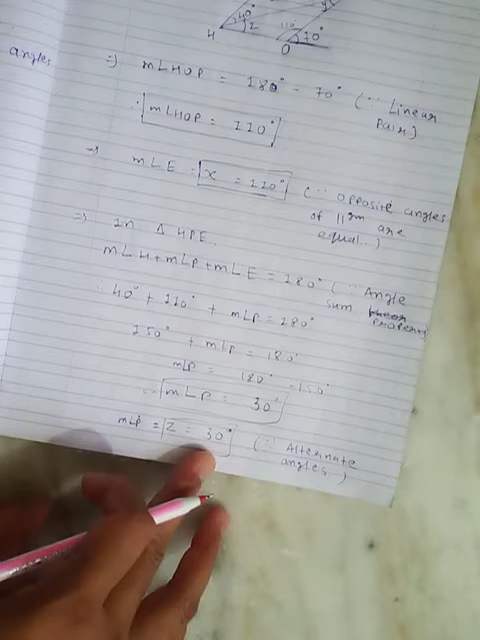 40°
Z
H
110°
70°
O
angles
⇒ m∠HOP = 180° - 70° (∵ Linear
Pair)
∴ m∠HOP = 110°
⇒ m∠E = x = 110° (∵ opposite angles
of ||gm are
equal.)
⇒ In Δ HPE,
m∠H+m∠P+m∠E = 180° (∵ Angle
sum
Property
40° + 110° + m∠P = 180°
150° + m∠P = 180°
m∠P = 180° - 150°
∴ m∠P = 30°
m∠P = Z = 30° (∵ Alternate
angles)